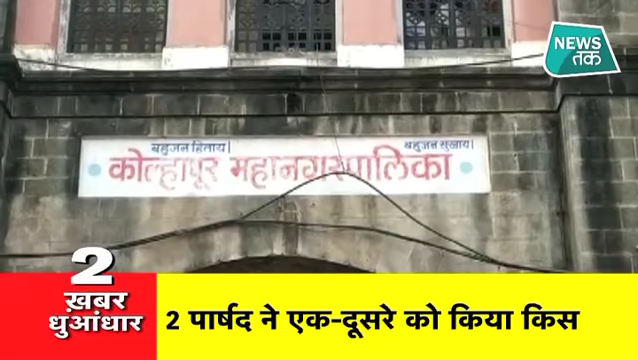 NEWS
तक
बहुजन हिताय| बहुजन सुखाय|
कोल्हापूर महानगरपालिका
2
ख़बर
धुआंधार
2 पार्षद ने एक-दूसरे को किया किस